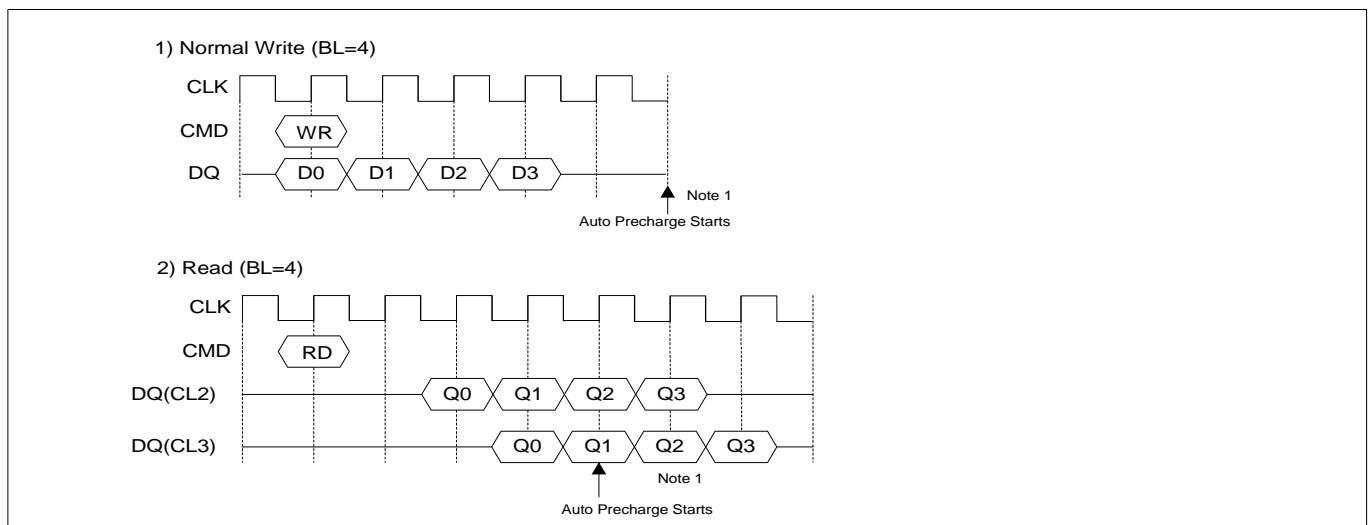 1) Normal Write (BL=4)
CLK
CMD WR
DQ D0 D1 D2 D3
Note 1
Auto Precharge Starts
2) Read (BL=4)
CLK
CMD RD
DQ(CL2) Q0 Q1 Q2 Q3
DQ(CL3) Q0 Q1 Q2 Q3
Note 1
Auto Precharge Starts